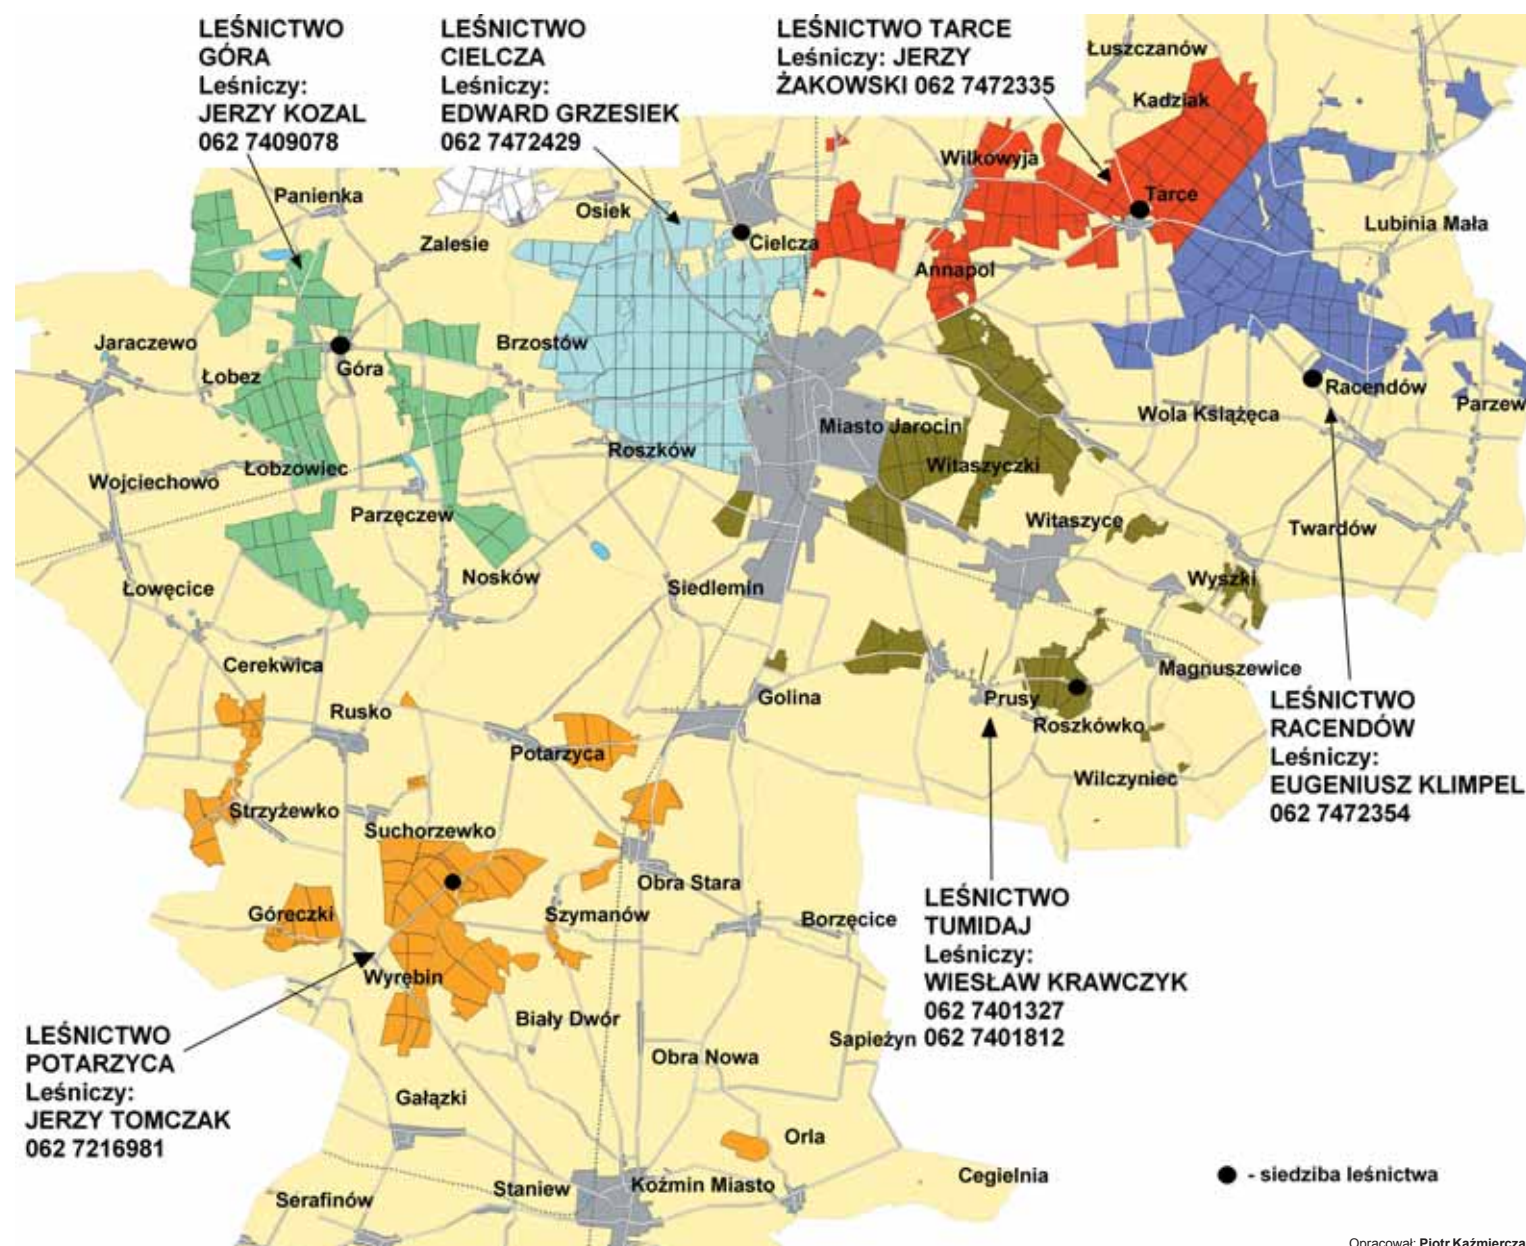 LEŚNICTWO
GÓRA
Leśniczy:
JERZY KOZAL
062 7409078
LEŚNICTWO
CIELCZA
Leśniczy:
EDWARD GRZESIEK
062 7472429
LEŚNICTWO TARCE
Leśniczy: JERZY
ŻAKOWSKI 062 7472335
Łuszczanów
Kadziak
Wilkowyja
Panienka
Osiek
Tarce
Zalesie
Cielcza
Lubinia Mała
Annapol
Jaraczewo
Brzostów
Góra
Łobez
Racendów
Parzew
Wola Książęca
Miasto Jarocin
Roszków
Łobzowiec
Witaszyczki
Wojciechowo
Parzęczew
Witaszyce
Twardów
Nosków
Łowęcice
Siedlemin
Wyszki
Cerekwica
Magnuszewice
Golina
Prusy
Rusko
Roszkówko
Potarzyca
Wilczyniec
Strzyżewko
Suchorzewko
LEŚNICTWO
RACENDÓW
Leśniczy:
EUGENIUSZ KLIMPEL
062 7472354
Obra Stara
Góreczki
Szymanów
Borzęcice
Wyrębin
LEŚNICTWO
TUMIDAJ
Leśniczy:
WIESŁAW KRAWCZYK
062 7401327
062 7401812
Biały Dwór
Sapieżyn
Obra Nowa
LEŚNICTWO
POTARZYCA
Leśniczy:
JERZY TOMCZAK
062 7216981
Gałązki
Orla
Cegielnia
- siedziba leśnictwa
Staniew
Koźmin Miasto
Serafinów
Opracował: Piotr Kaźmiercza